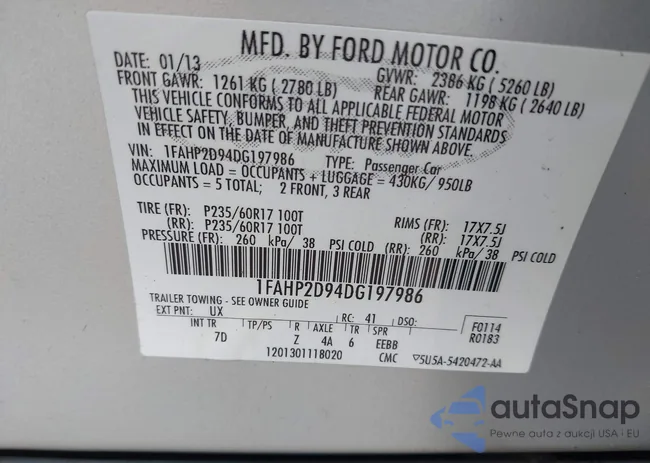 MFD. BY FORD MOTOR CO.
DATE: 01/13 GVWR: 2386 KG ( 5260 LB)
FRONT GAWR: 1261 KG ( 2780 LB) REAR GAWR: 1198 KG ( 2640 LB)
THIS VEHICLE CONFORMS TO ALL APPLICABLE FEDERAL MOTOR
VEHICLE SAFETY, BUMPER, AND THEFT PREVENTION STANDARDS
IN EFFECT ON THE DATE OF MANUFACTURE SHOWN ABOVE.
VIN: 1FAHP2D94DG197986 TYPE: Passenger Car
MAXIMUM LOAD = OCCUPANTS + LUGGAGE = 430KG/ 950LB
OCCUPANTS = 5 TOTAL; 2 FRONT, 3 REAR
TIRE (FR): P235/60R17 100T RIMS (FR): 17X7.5J
(RR): P235/60R17 100T (RR): 17X7.5J
PRESSURE (FR): 260 kPa/ 38 PSI COLD (RR): 260 kPa/ 38 PSI COLD
1FAHP2D94DG197986
TRAILER TOWING - SEE OWNER GUIDE
EXT PNT: UX RC: 41 DSO: F0114
R0183
INT TR TP/PS R AXLE TR SPR
7D Z 4A 6 EEBB
1201301118020 CMC 5U5A-5420472-AA
autaSnap
Pewne auta z aukcji USA i EU